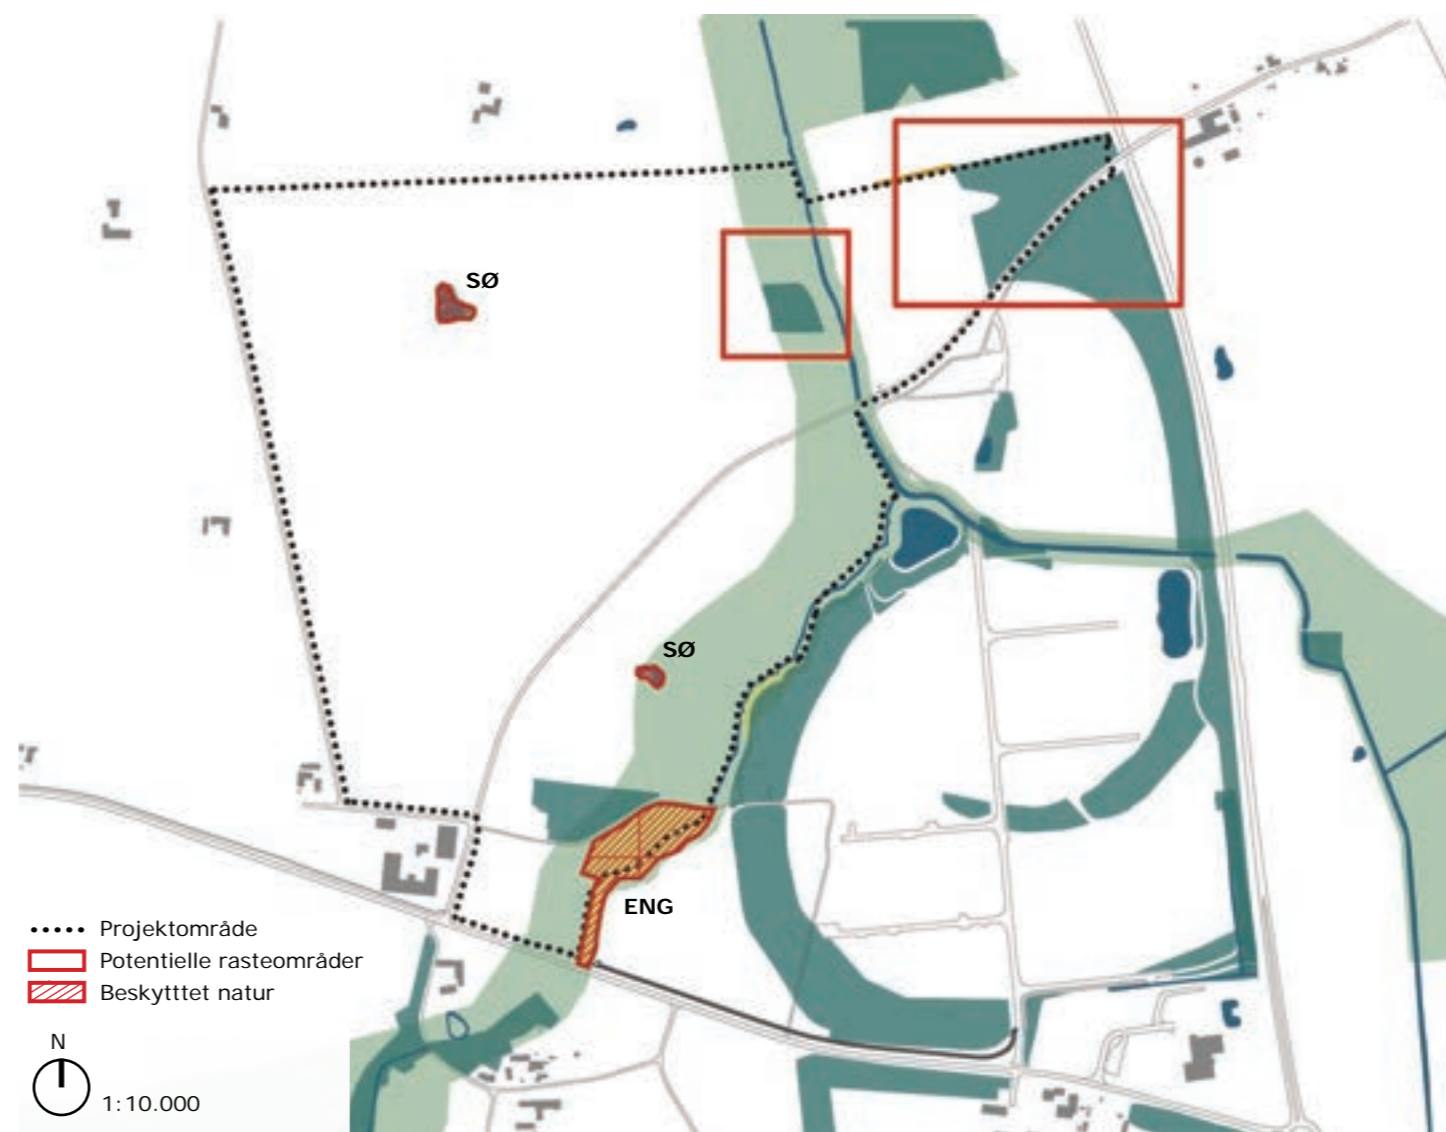 SØ
SØ
ENG
Projektområde
Potentielle rasteområder
Beskytttet natur
N
1:10.000